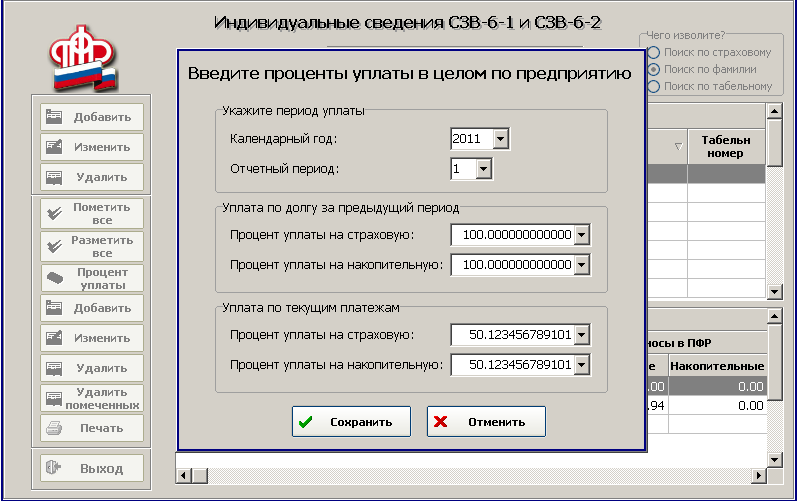 Индивидуальные сведения СЗВ-6-1 и СЗВ-6-2
Чего изволите?
Поиск по страховому
Поиск по фамилии
Поиск по табельному
Добавить
Изменить
Удалить
Пометить
все
Разметить
все
Процент
уплаты
Добавить
Изменить
Удалить
Удалить
помеченных
Печать
Выход
Введите проценты уплаты в целом по предприятию
Укажите период уплаты
Календарный год: 2011
Отчетный период: 1
Уплата по долгу за предыдущий период
Процент уплаты на страховую: 100.000000000000
Процент уплаты на накопительную: 100.000000000000
Уплата по текущим платежам
Процент уплаты на страховую: 50.123456789101
Процент уплаты на накопительную: 50.123456789101
Сохранить
Отменить
Табельн
номер
носы в ПФР
е Накопительные
.00 0.00
.94 0.00